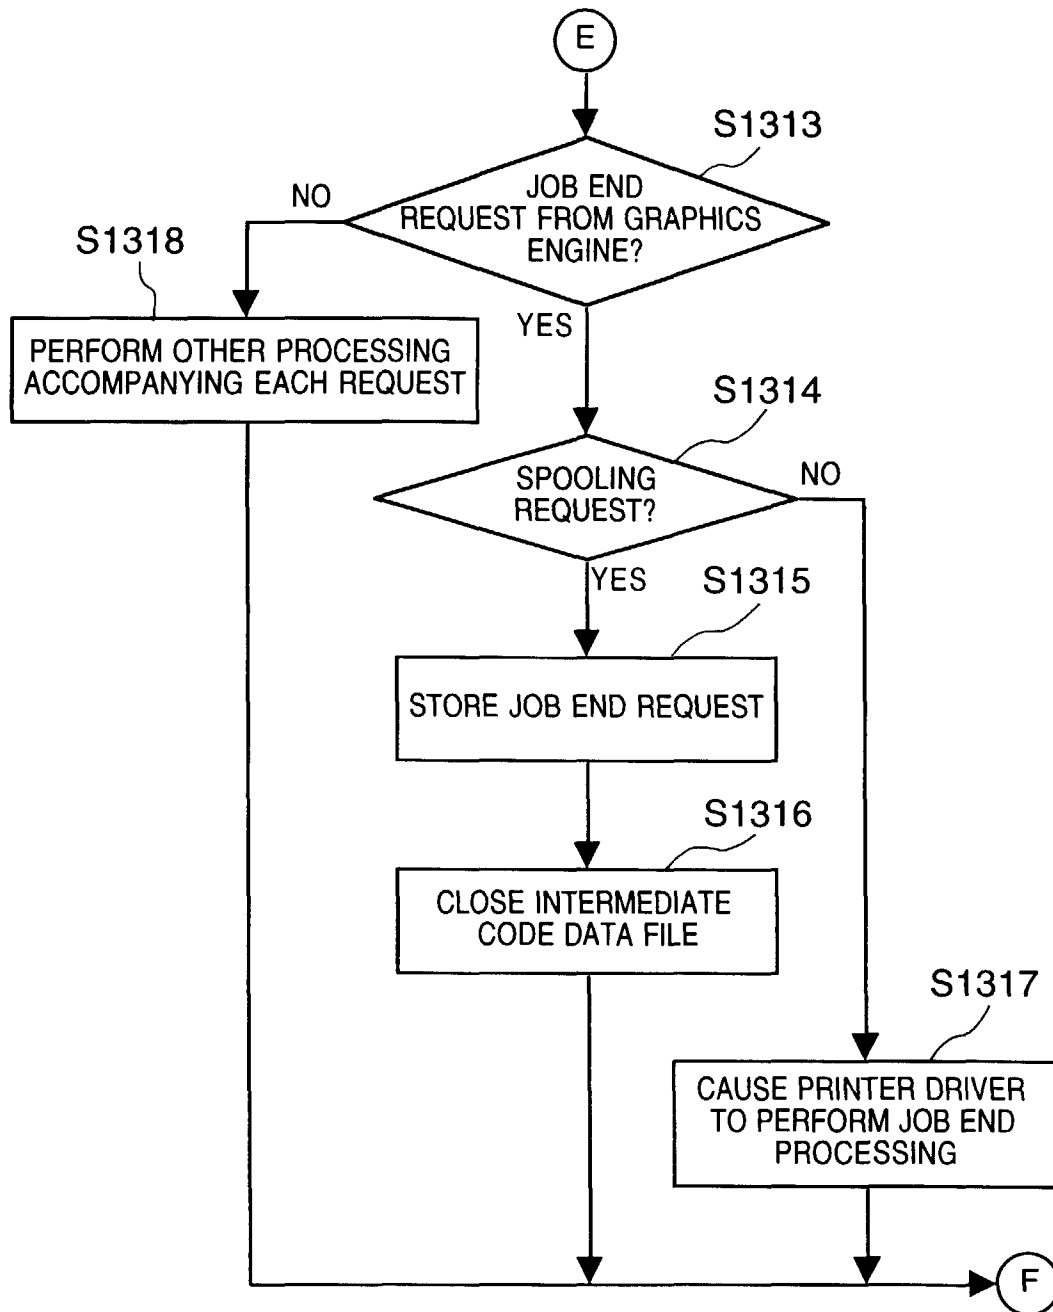 E
S1313
NO
JOB END
REQUEST FROM GRAPHICS
ENGINE?
S1318
YES
PERFORM OTHER PROCESSING
ACCOMPANYING EACH REQUEST
S1314
SPOOLING
REQUEST?
NO
YES
S1315
STORE JOB END REQUEST
S1316
CLOSE INTERMEDIATE
CODE DATA FILE
S1317
CAUSE PRINTER DRIVER
TO PERFORM JOB END
PROCESSING
F